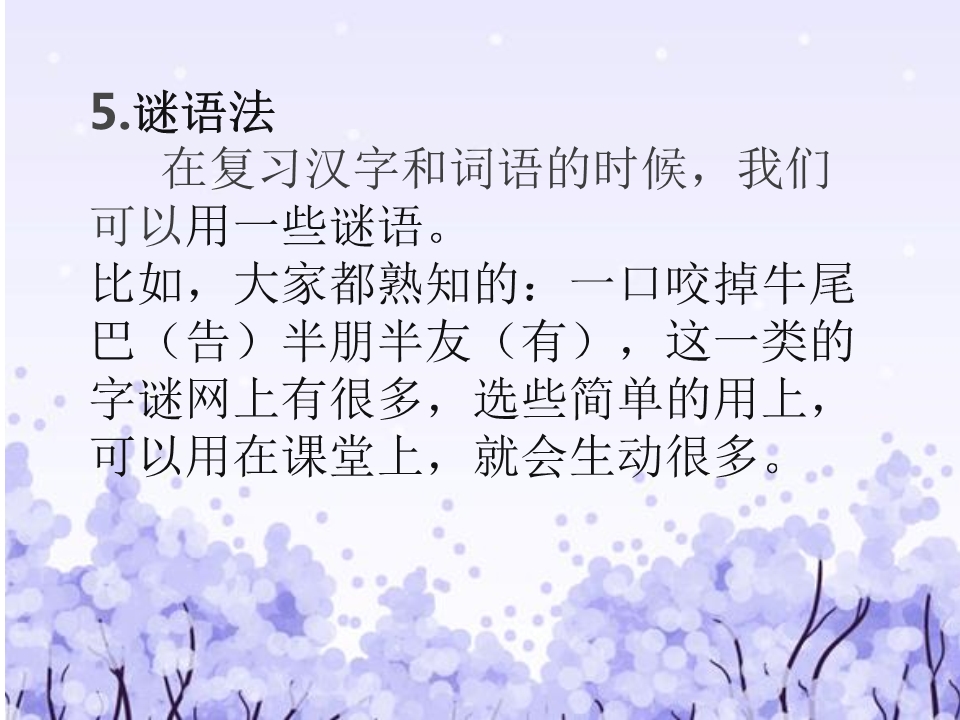 5.谜语法
在复习汉字和词语的时候，我们
可以用一些谜语。
比如，大家都熟知的：一口咬掉牛尾
巴（告）半朋半友（有），这一类的
字谜网上有很多，选些简单的用上，
可以用在课堂上，就会生动很多。